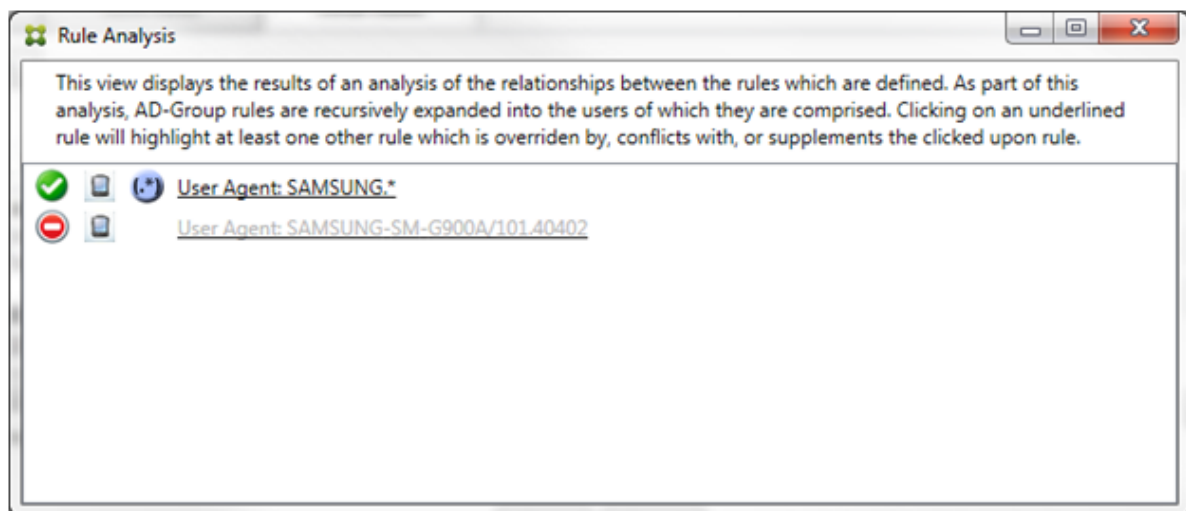 Rule Analysis
This view displays the results of an analysis of the relationships between the rules which are defined. As part of this
analysis, AD-Group rules are recursively expanded into the users of which they are comprised. Clicking on an underlined
rule will highlight at least one other rule which is overriden by, conflicts with, or supplements the clicked upon rule.
(.*) User Agent: SAMSUNG.*
User Agent: SAMSUNG-SM-G900A/101.40402